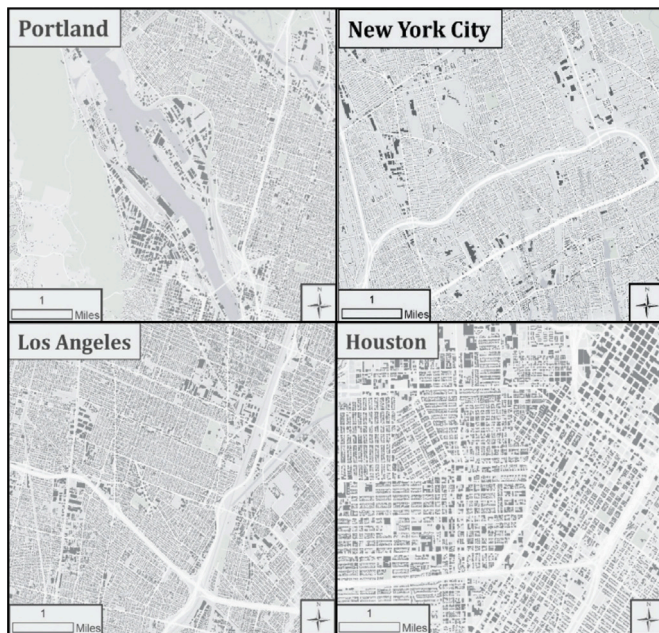 Portland
New York City
N
N
1
Miles
1
Miles
Los Angeles
Houston
N
N
1
Miles
1
Miles